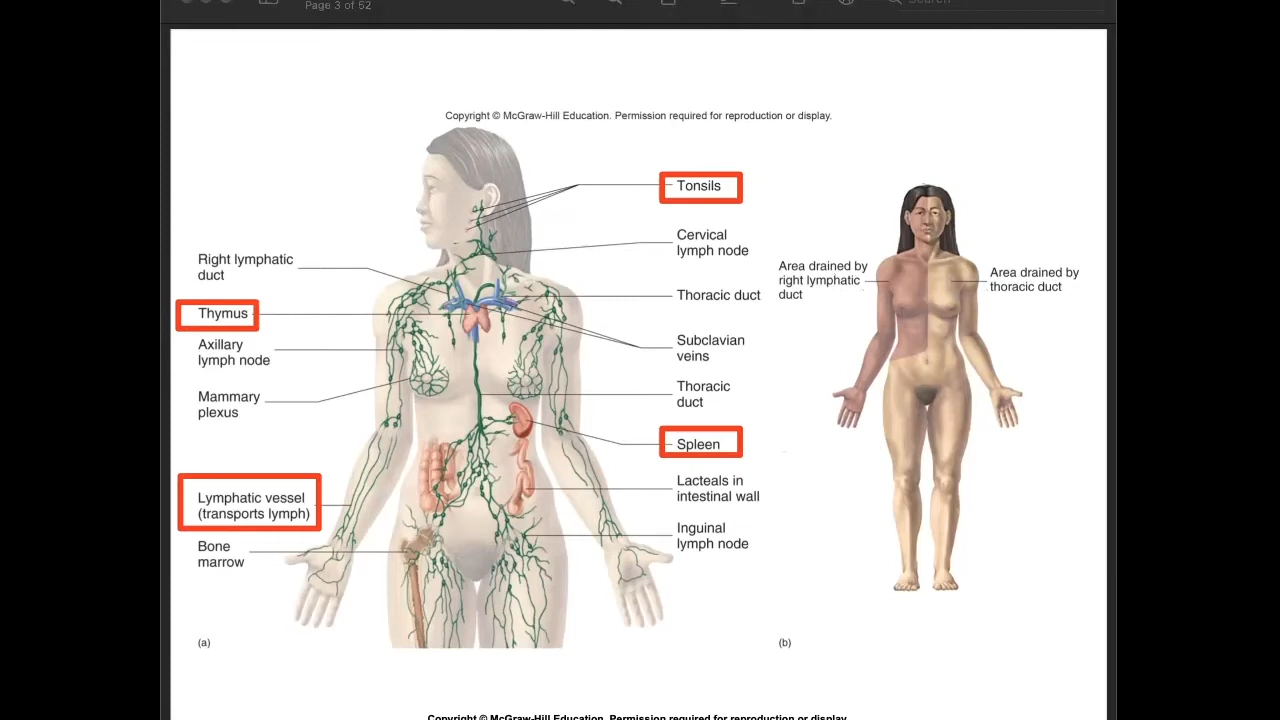 Page 3 of 52
Search
Copyright © McGraw-Hill Education. Permission required for reproduction or display.
Tonsils
Cervical
lymph node
Right lymphatic
duct
Thoracic duct
Thymus
Axillary
lymph node
Subclavian
veins
Mammary
plexus
Thoracic
duct
Spleen
Lymphatic vessel
(transports lymph)
Lacteals in
intestinal wall
Bone
marrow
Inguinal
lymph node
(a)
Area drained by
right lymphatic
duct
Area drained by
thoracic duct
(b)
Copyright © McGraw-Hill Education. Permission required for reproduction or display.